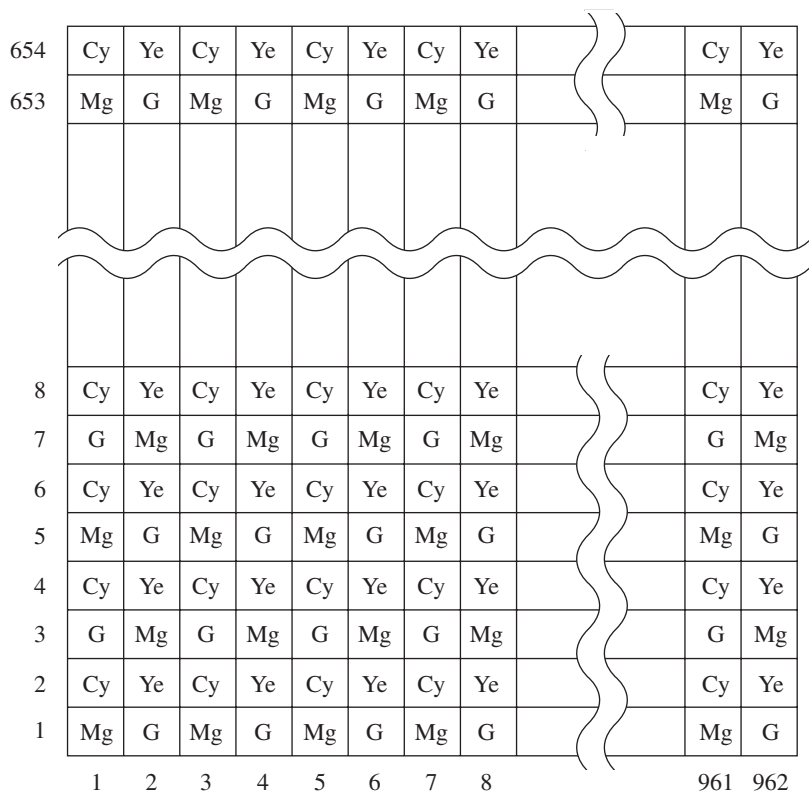 654 Cy Ye Cy Ye Cy Ye Cy Ye Cy Ye
653 Mg G Mg G Mg G Mg G Mg G
8 Cy Ye Cy Ye Cy Ye Cy Ye Cy Ye
7 G Mg G Mg G Mg G Mg G Mg
6 Cy Ye Cy Ye Cy Ye Cy Ye Cy Ye
5 Mg G Mg G Mg G Mg G Mg G
4 Cy Ye Cy Ye Cy Ye Cy Ye Cy Ye
3 G Mg G Mg G Mg G Mg G Mg
2 Cy Ye Cy Ye Cy Ye Cy Ye Cy Ye
1 Mg G Mg G Mg G Mg G Mg G
1 2 3 4 5 6 7 8 961 962